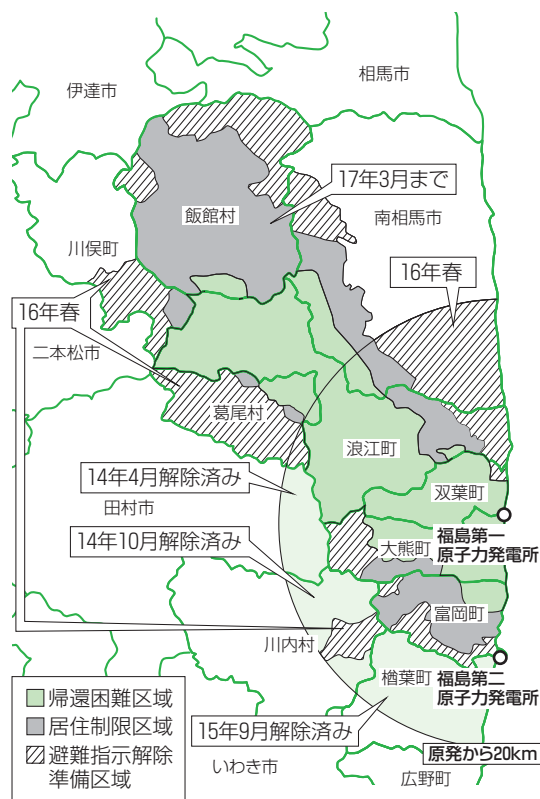 相馬市
伊達市
17年3月まで
飯館村
南相馬市
川俣町
16年春
16年春
二本松市
葛尾村
浪江町
14年4月解除済み
双葉町
田村市
福島第一
原子力発電所
14年10月解除済み
大熊町
富岡町
川内村
楢葉町
福島第二
原子力発電所
帰還困難区域
居住制限区域
避難指示解除
準備区域
15年9月解除済み
原発から20km
いわき市
広野町